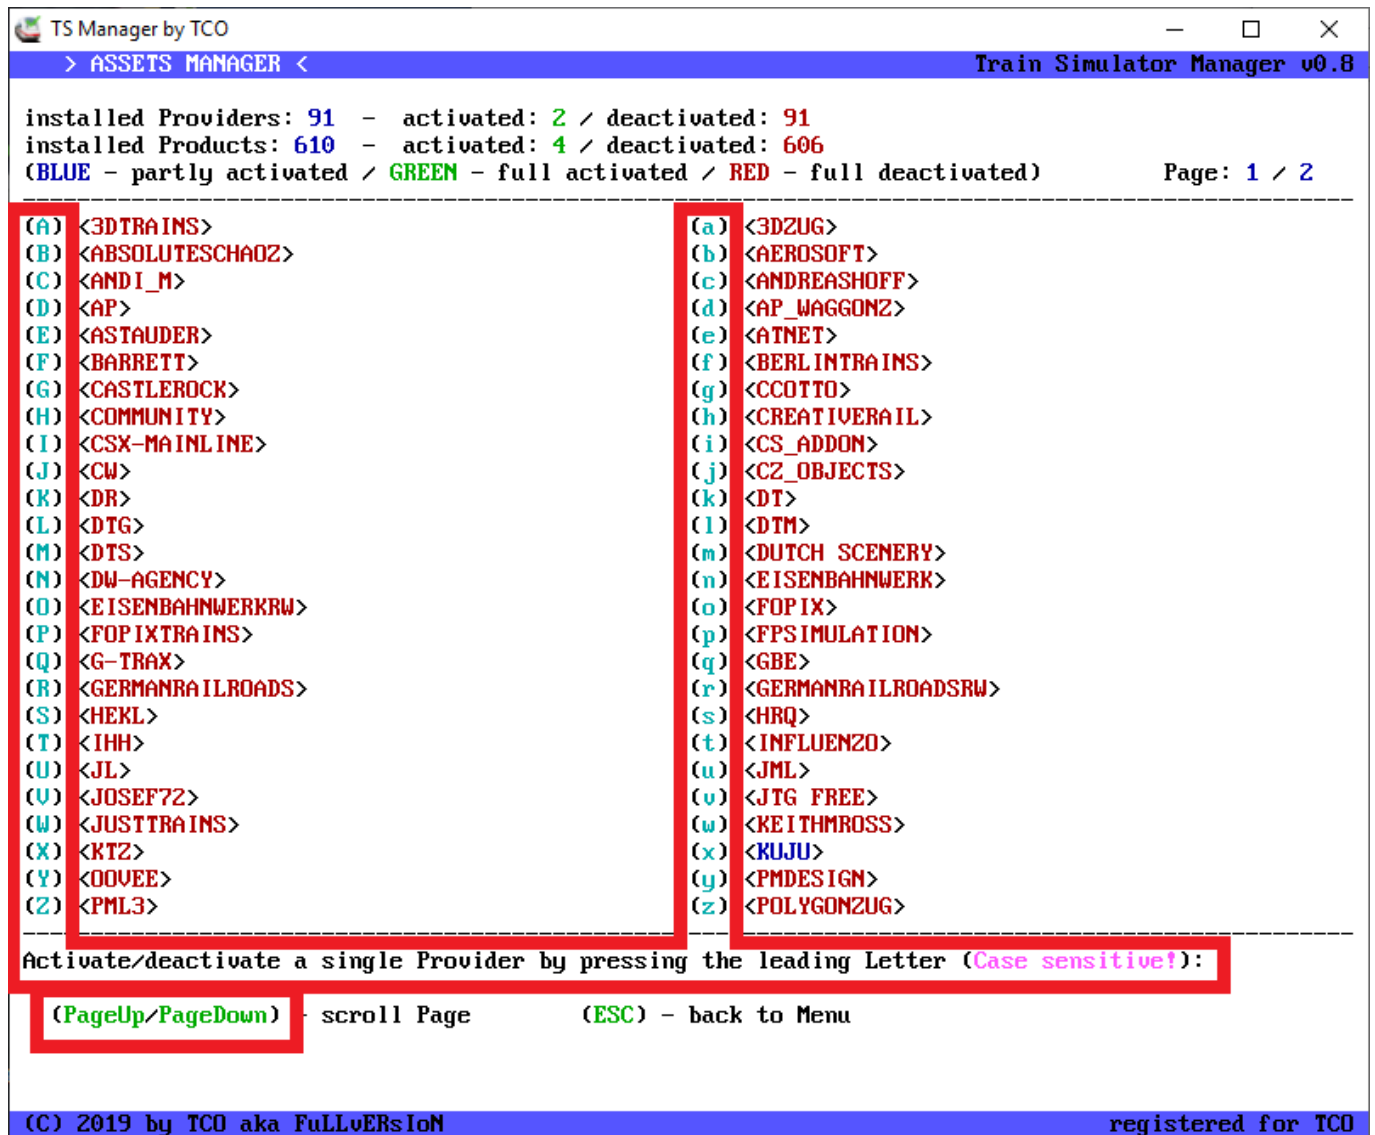 TS Manager by TCO
> ASSETS MANAGER < Train Simulator Manager v0.8
installed Providers: 91 - activated: 2 / deactivated: 91
installed Products: 610 - activated: 4 / deactivated: 606
(BLUE - partly activated / GREEN - full activated / RED - full deactivated) Page: 1 / 2
(A) <3DTRAINS> (a) <3DZUG>
(B) <ABSOLUTESCHAOZ> (b) <AEROSOFT>
(C) <ANDI_M> (c) <ANDREASHOFF>
(D) <AP> (d) <AP_WAGGONZ>
(E) <ASTAUDER> (e) <ATNET>
(F) <BARRETT> (f) <BERLINTRAINS>
(G) <CASTLEROCK> (g) <CCOTTO>
(H) <COMMUNITY> (h) <CREATIVERAIL>
(I) <CSX-MAINLINE> (i) <CS_ADDON>
(J) <CW> (j) <CZ_OBJECTS>
(K) <DR> (k) <DT>
(L) <DTG> (l) <DTM>
(M) <DTS> (m) <DUTCH SCENERY>
(N) <DW-AGENCY> (n) <EISENBAHNWERK>
(O) <EISENBAHNWERKRW> (o) <FOPIX>
(P) <FOPIXTRAINS> (p) <FPSIMULATION>
(Q) <G-TRAX> (q) <GBE>
(R) <GERMANRAILROADS> (r) <GERMANRAILROADSRW>
(S) <HEKL> (s) <HRQ>
(T) <IHH> (t) <INFLUENZO>
(U) <JL> (u) <JML>
(V) <JOSEF72> (v) <JTG FREE>
(W) <JUSTTRAINS> (w) <KEITHMROSS>
(X) <KTZ> (x) <KUJU>
(Y) <OOVEE> (y) <PMDESIGN>
(Z) <PML3> (z) <POLYGONZUG>
Activate/deactivate a single Provider by pressing the leading Letter (Case sensitive!):
(PageUp/PageDown) - scroll Page (ESC) - back to Menu
(C) 2019 by TCO aka FuLLvERsIoN registered for TCO